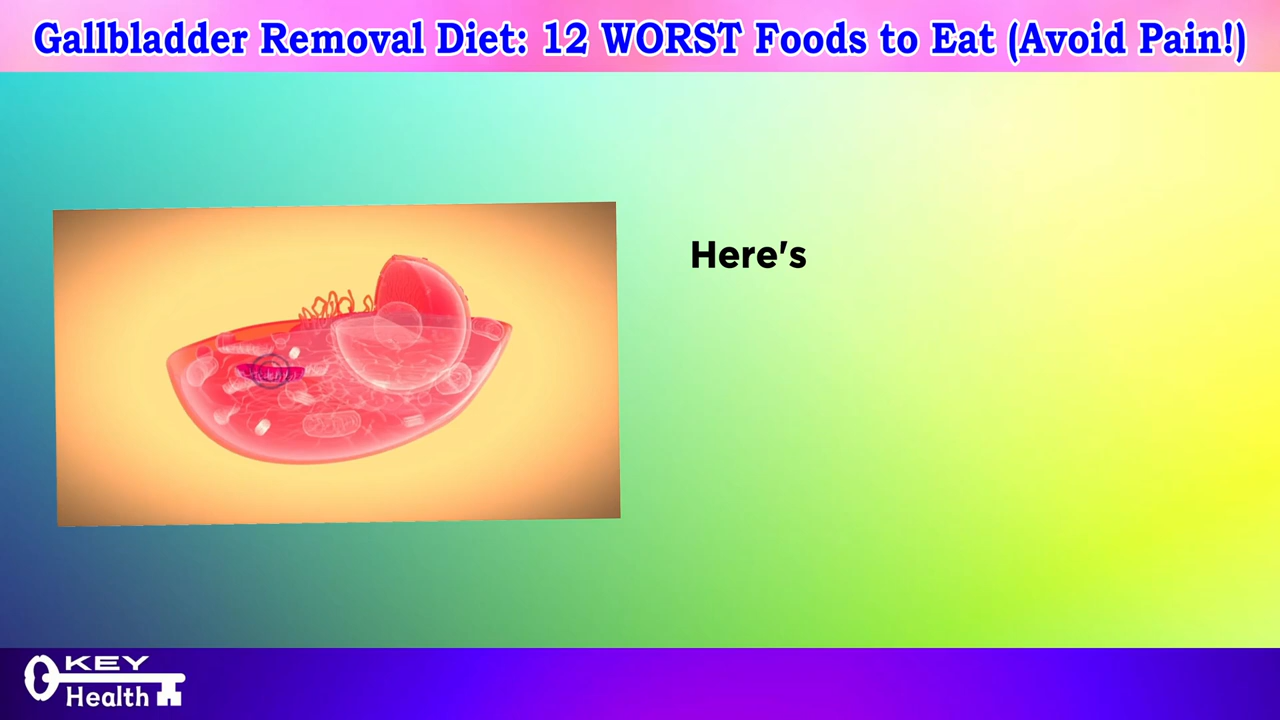 Gallbladder Removal Diet: 12 WORST Foods to Eat (Avoid Pain!)
Here's
KEY
Health